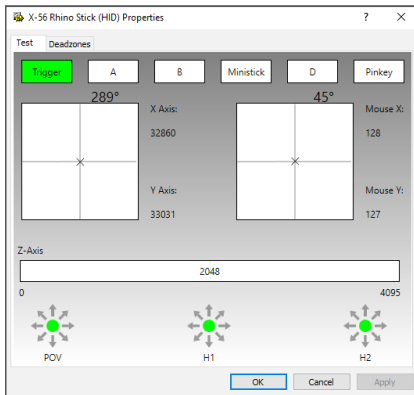 X-56 Rhino Stick (HID) Properties
Test Deadzones
Trigger A B Ministick D Pinkey
289° 45°
X Axis: Mouse X:
32860 128
Y Axis: Mouse Y:
33031 127
Z-Axis
2048
0 4095
POV H1 H2
OK Cancel Apply